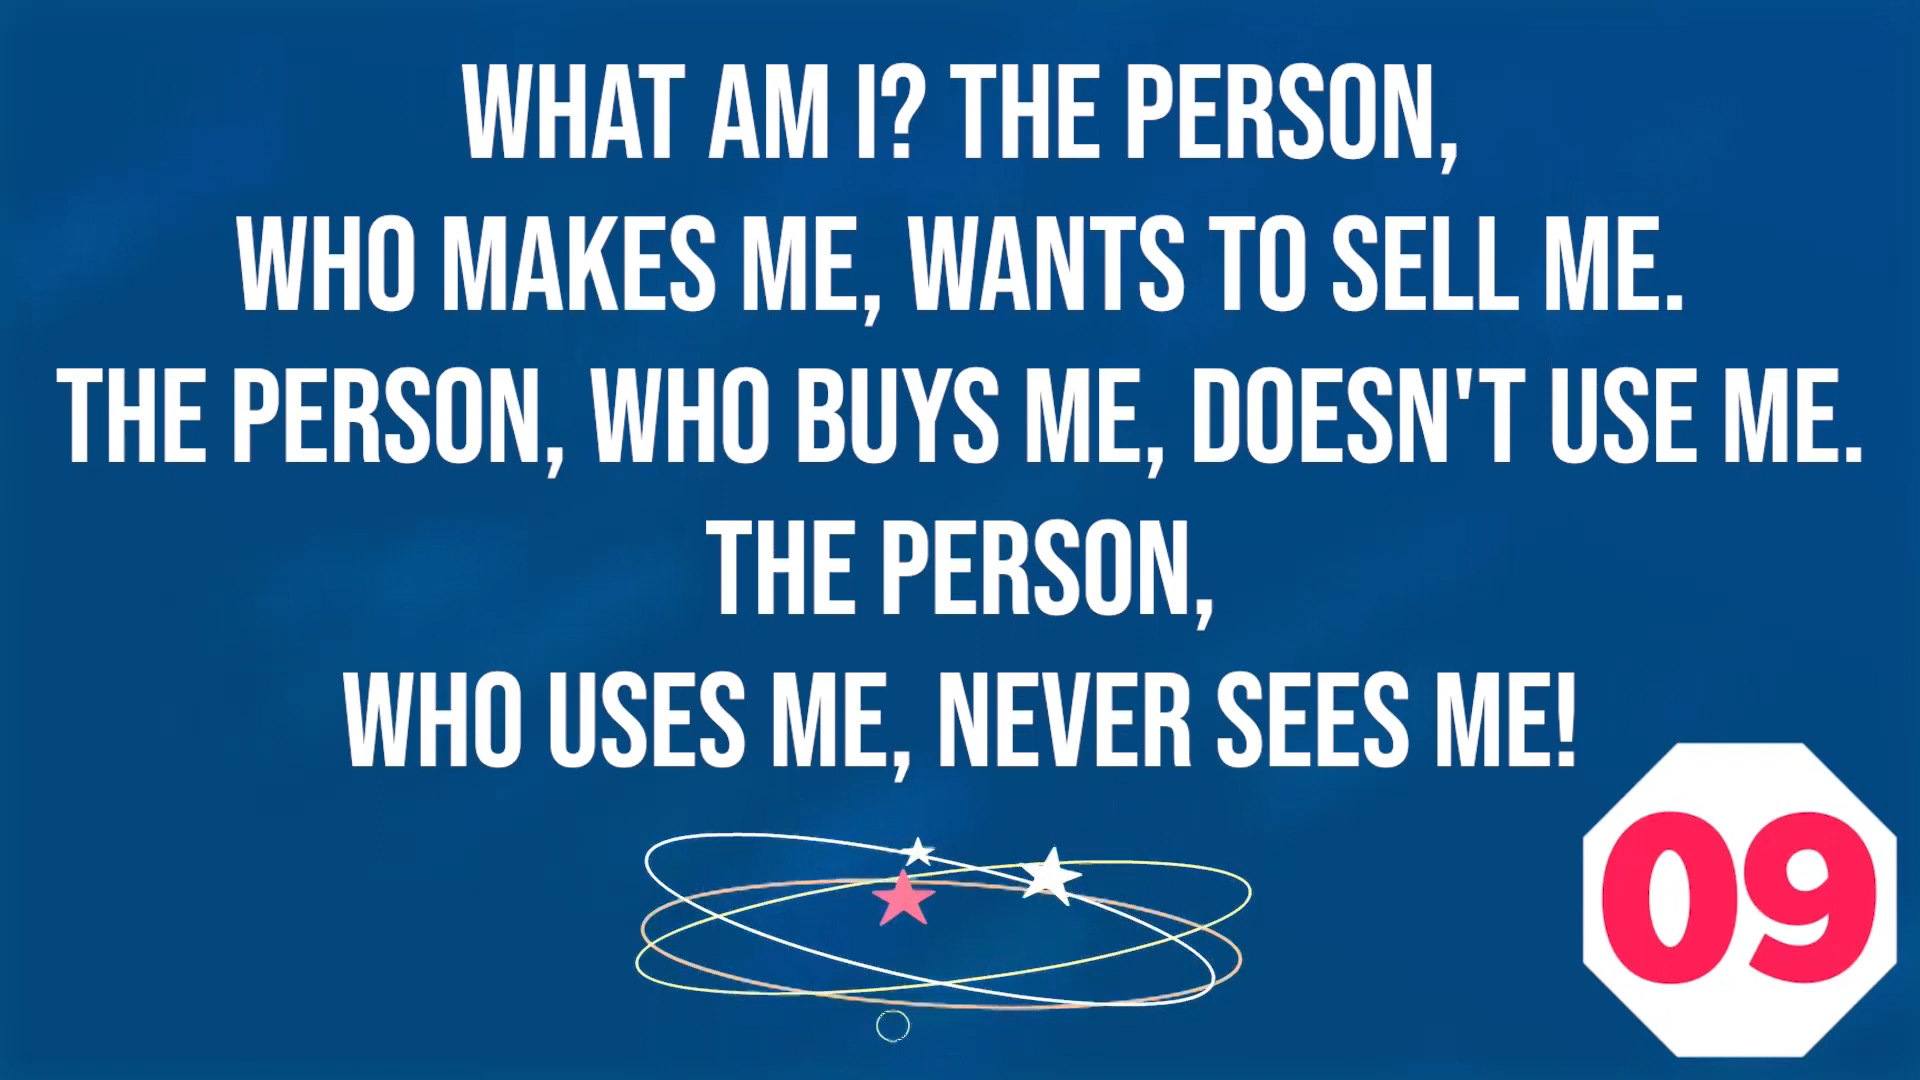 WHAT AM I? THE PERSON,
WHO MAKES ME, WANTS TO SELL ME.
THE PERSON, WHO BUYS ME, DOESN'T USE ME.
THE PERSON,
WHO USES ME, NEVER SEES ME!
09